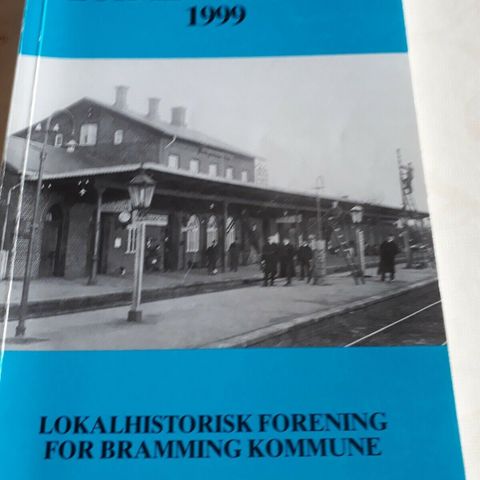 1999
LOKALHISTORISK FORENING
FOR BRAMMING KOMMUNE